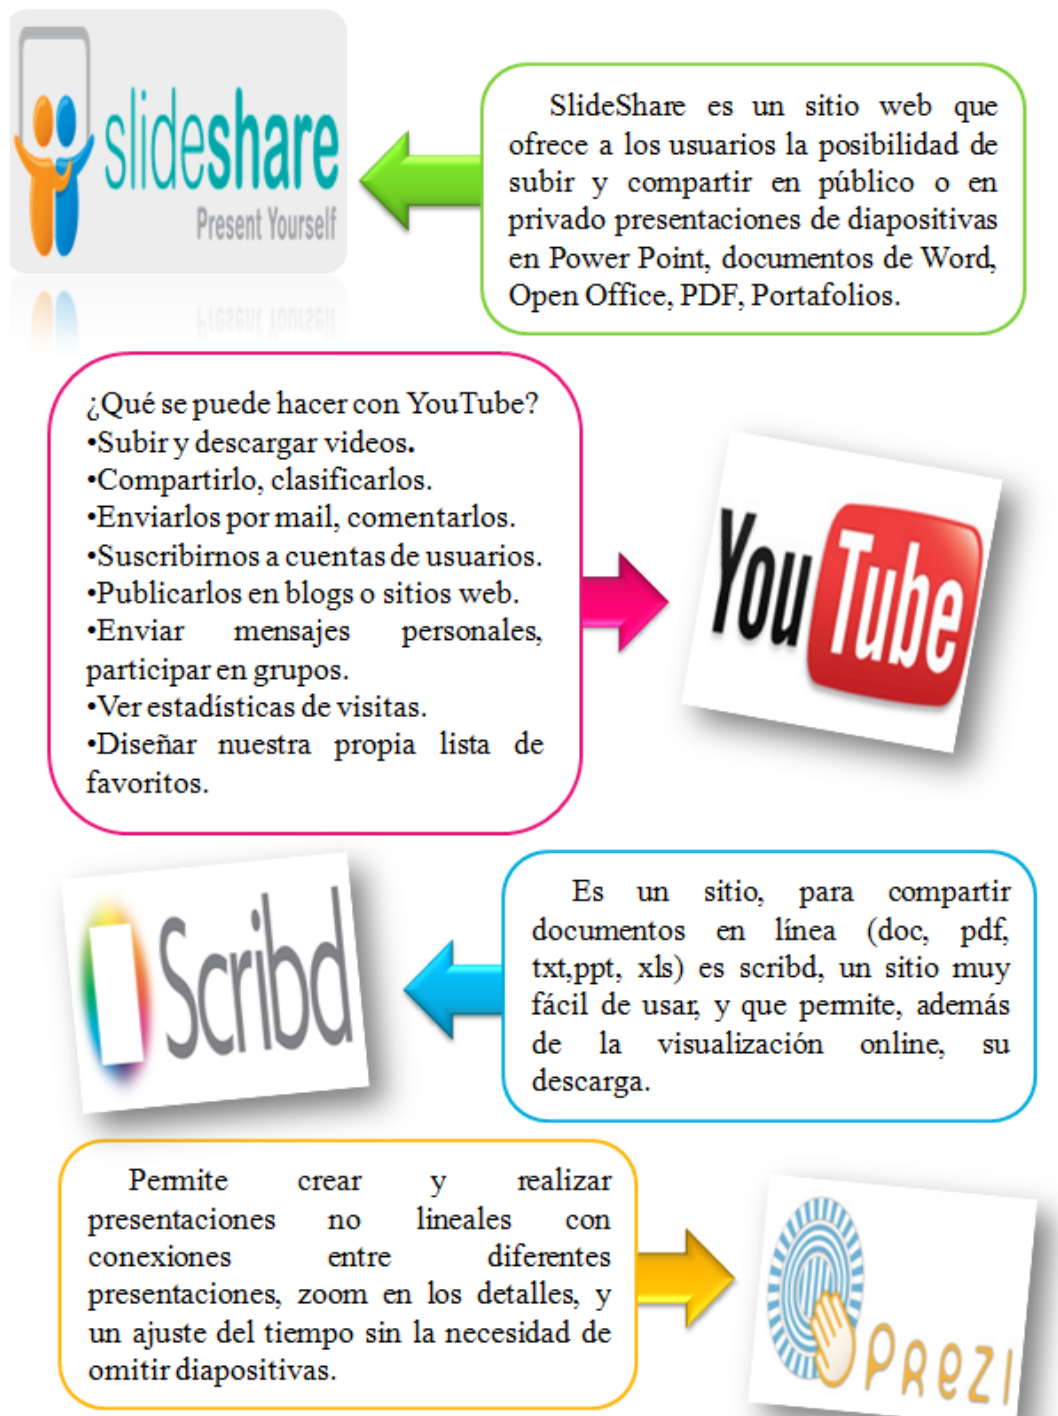 slideshare
Present Yourself
SlideShare es un sitio web que
ofrece a los usuarios la posibilidad de
subir y compartir en público o en
privado presentaciones de diapositivas
en Power Point, documentos de Word,
Open Office, PDF, Portafolios.
¿Qué se puede hacer con YouTube?
•Subir y descargar videos.
•Compartirlo, clasificarlos.
•Enviarlos por mail, comentarlos.
•Suscribirnos a cuentas de usuarios.
•Publicarlos en blogs o sitios web.
•Enviar mensajes personales,
participar en grupos.
•Ver estadísticas de visitas.
•Diseñar nuestra propia lista de
favoritos.
YouTube
Scribd
Es un sitio, para compartir
documentos en línea (doc, pdf,
txt,ppt, xls) es scribd, un sitio muy
fácil de usar, y que permite, además
de la visualización online, su
descarga.
Permite crear y realizar
presentaciones no lineales con
conexiones entre diferentes
presentaciones, zoom en los detalles, y
un ajuste del tiempo sin la necesidad de
omitir diapositivas.
PReZI